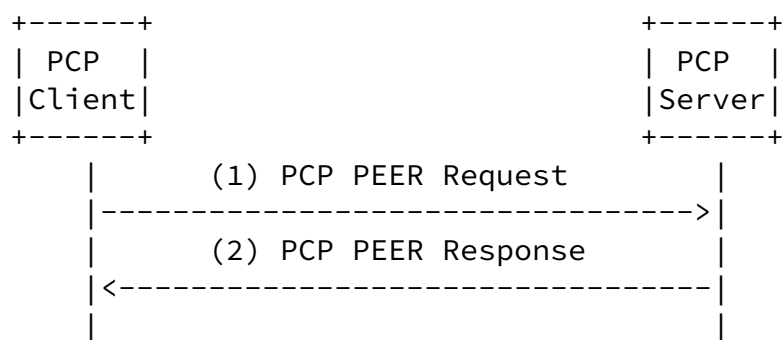 +------+ +------+
| PCP | | PCP |
|Client| |Server|
+------+ +------+
| (1) PCP PEER Request |
|--------------------------------->|
| (2) PCP PEER Response |
|<---------------------------------|
| |